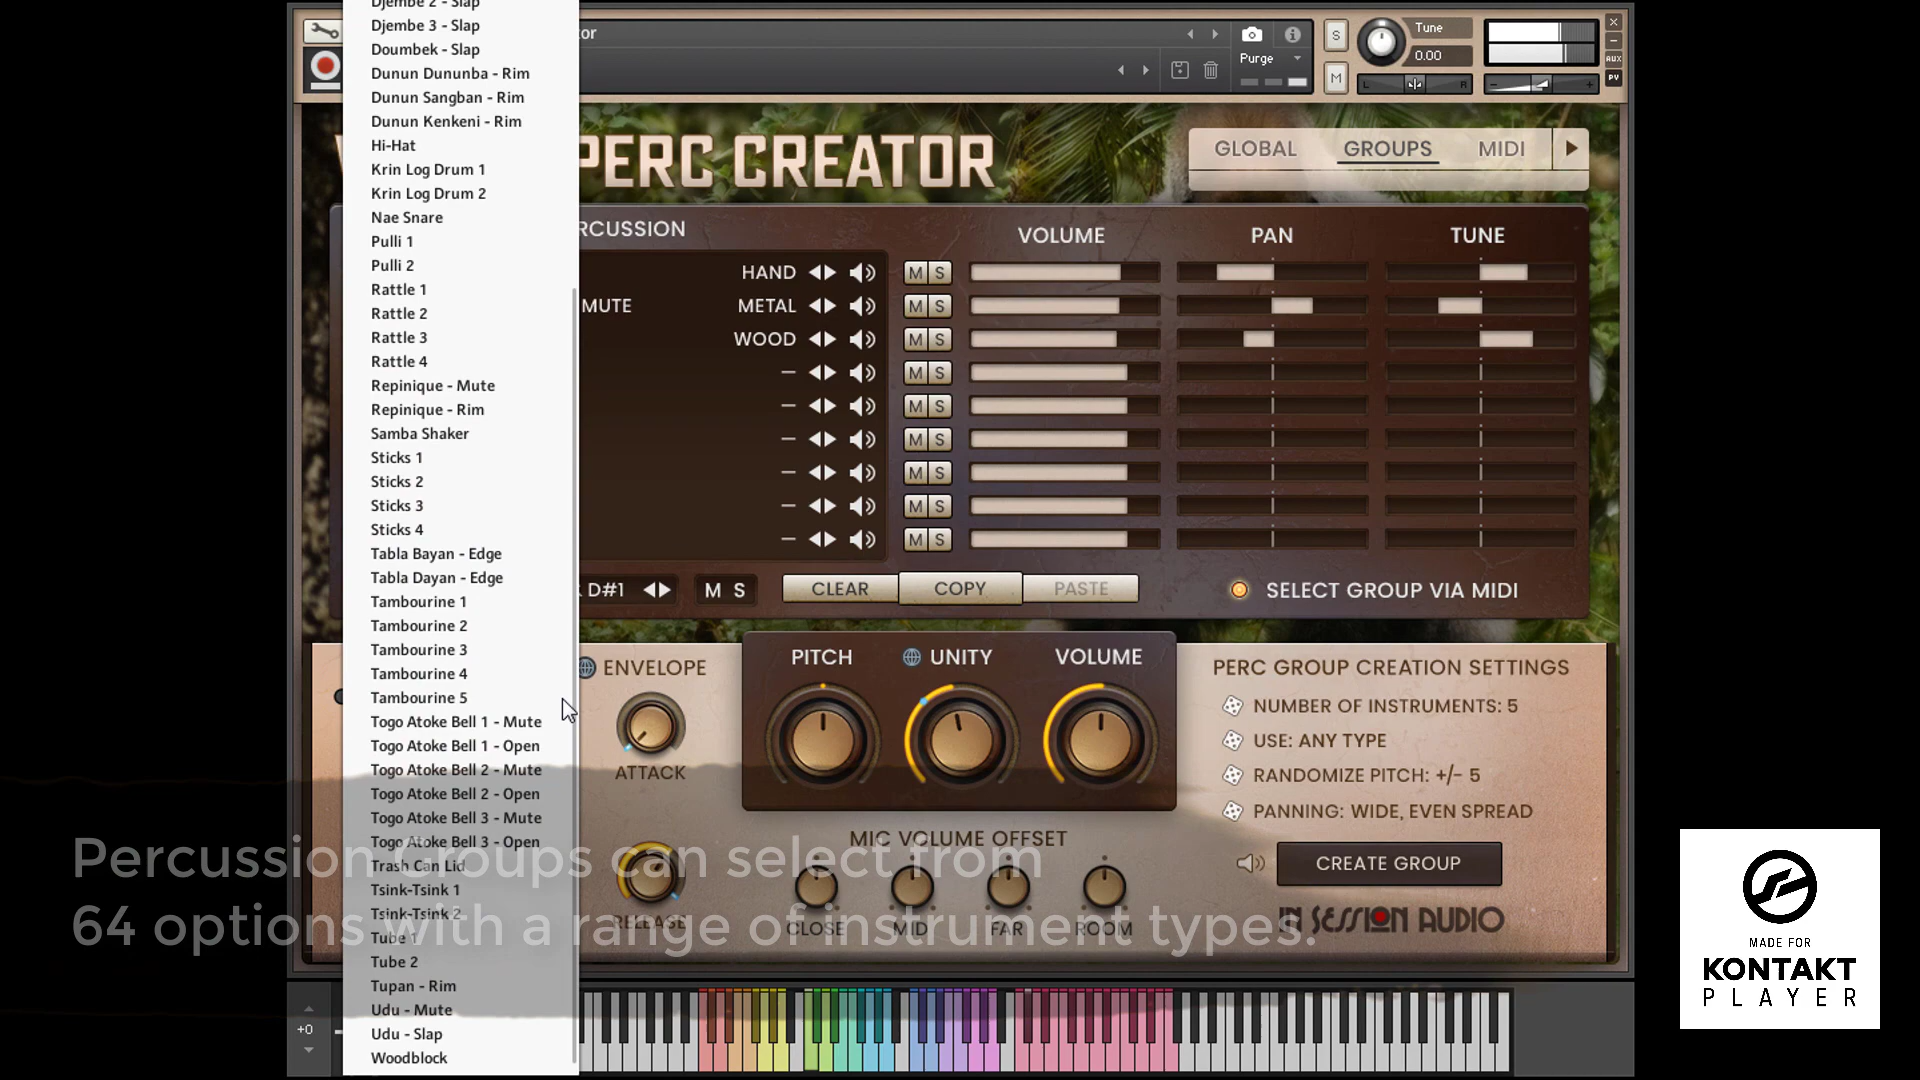 Djembe 2 - Slap
Djembe 3 - Slap
Doumbek - Slap
Dunun Dununba - Rim
Dunun Sangban - Rim
Dunun Kenkeni - Rim
Hi-Hat
Krin Log Drum 1
Krin Log Drum 2
Nae Snare
Pulli 1
Pulli 2
Rattle 1
Rattle 2
Rattle 3
Rattle 4
Repinique - Mute
Repinique - Rim
Samba Shaker
Sticks 1
Sticks 2
Sticks 3
Sticks 4
Tabla Bayan - Edge
Tabla Dayan - Edge
Tambourine 1
Tambourine 2
Tambourine 3
Tambourine 4
Tambourine 5
Togo Atoke Bell 1 - Mute
Togo Atoke Bell 1 - Open
Togo Atoke Bell 2 - Mute
Togo Atoke Bell 2 - Open
Togo Atoke Bell 3 - Mute
Togo Atoke Bell 3 - Open
Trash Can Lid
Tsink-Tsink 1
Tsink-Tsink 2
Tube 1
Tube 2
Tupan - Rim
Udu - Mute
Udu - Slap
Woodblock
tor
Purge
S
M
Tune
0.00
L R
- +
AUX
PV
PERC CREATOR
GLOBAL GROUPS MIDI
RCUSSION VOLUME PAN TUNE
HAND M S
MUTE METAL M S
WOOD M S
– M S
– M S
– M S
– M S
– M S
– M S
D#1 M S CLEAR COPY PASTE SELECT GROUP VIA MIDI
ENVELOPE
ATTACK
RELEASE
PITCH UNITY VOLUME
MIC VOLUME OFFSET
CLOSE MID FAR ROOM
PERC GROUP CREATION SETTINGS
NUMBER OF INSTRUMENTS: 5
USE: ANY TYPE
RANDOMIZE PITCH: +/- 5
PANNING: WIDE, EVEN SPREAD
CREATE GROUP
IN SESSION AUDIO
Percussion Groups can select from
64 options with a range of instrument types.
+0
MADE FOR
KONTAKT
PLAYER